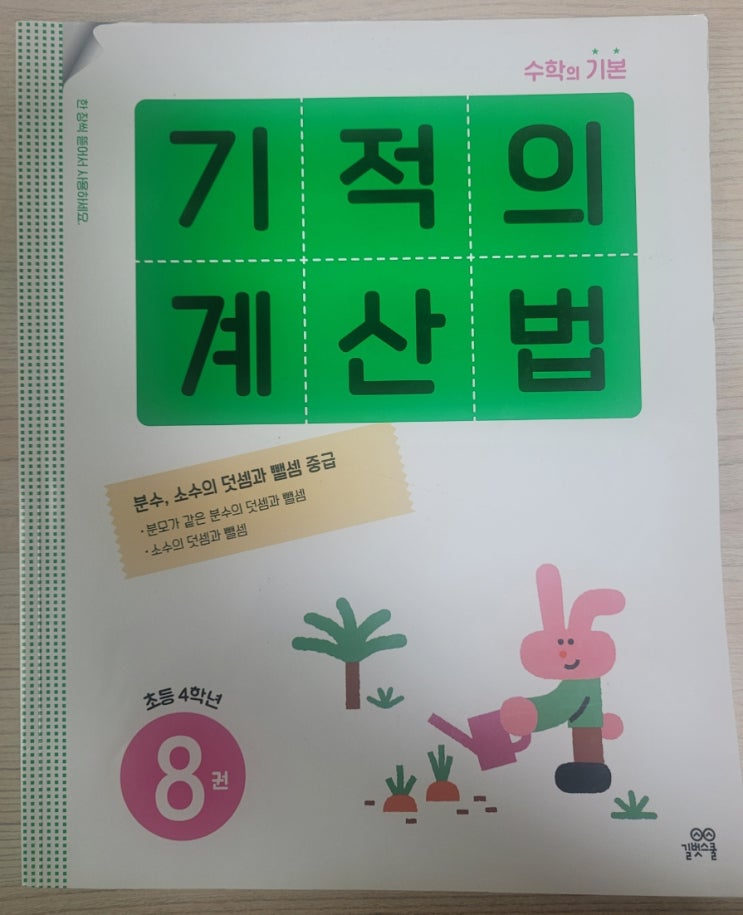 한 장씩 뜯어서 사용하세요.
수학의 기본
기적의
계산법
분수, 소수의 덧셈과 뺄셈 중급
· 분모가 같은 분수의 덧셈과 뺄셈
· 소수의 덧셈과 뺄셈
초등 4학년
8권
길벗스쿨